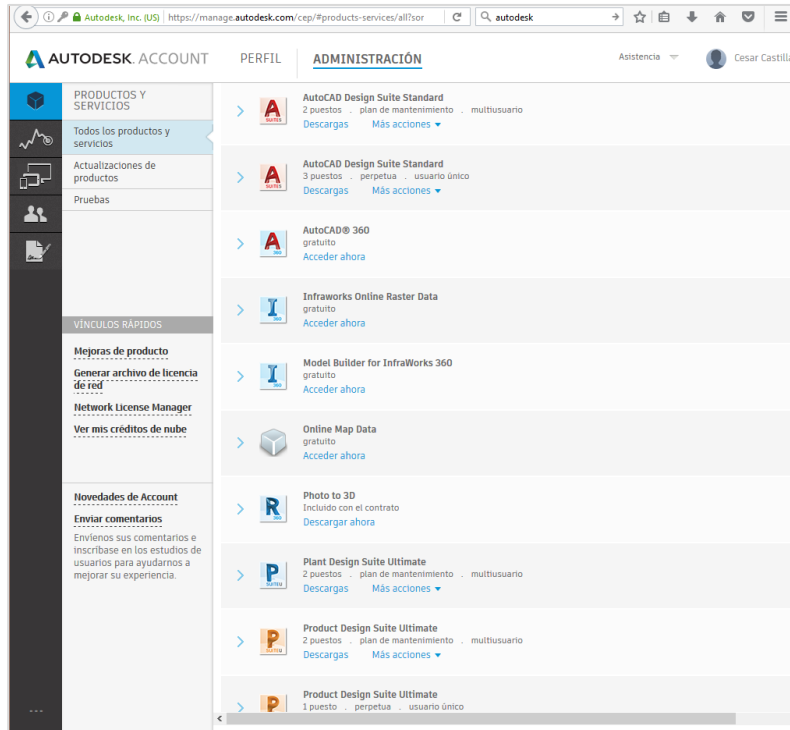 Autodesk, Inc. (US) https://manage.autodesk.com/cep/#products-services/all?sor
autodesk
AUTODESK. ACCOUNT
PERFIL
ADMINISTRACIÓN
Asistencia
Cesar Castilla
PRODUCTOS Y
SERVICIOS
Todos los productos y
servicios
Actualizaciones de
productos
Pruebas
VÍNCULOS RÁPIDOS
Mejoras de producto
Generar archivo de licencia
de red
Network License Manager
Ver mis créditos de nube
Novedades de Account
Enviar comentarios
Envíenos sus comentarios e
inscríbase en los estudios de
usuarios para ayudarnos a
mejorar su experiencia.
AutoCAD Design Suite Standard
2 puestos . plan de mantenimiento . multiusuario
Descargas Más acciones
AutoCAD Design Suite Standard
3 puestos . perpetua . usuario único
Descargas Más acciones
AutoCAD® 360
gratuito
Acceder ahora
Infraworks Online Raster Data
gratuito
Acceder ahora
Model Builder for InfraWorks 360
gratuito
Acceder ahora
Online Map Data
gratuito
Acceder ahora
Photo to 3D
Incluido con el contrato
Descargar ahora
Plant Design Suite Ultimate
2 puestos . plan de mantenimiento . multiusuario
Descargas Más acciones
Product Design Suite Ultimate
2 puestos . plan de mantenimiento . multiusuario
Descargas Más acciones
Product Design Suite Ultimate
1 puesto . perpetua . usuario único